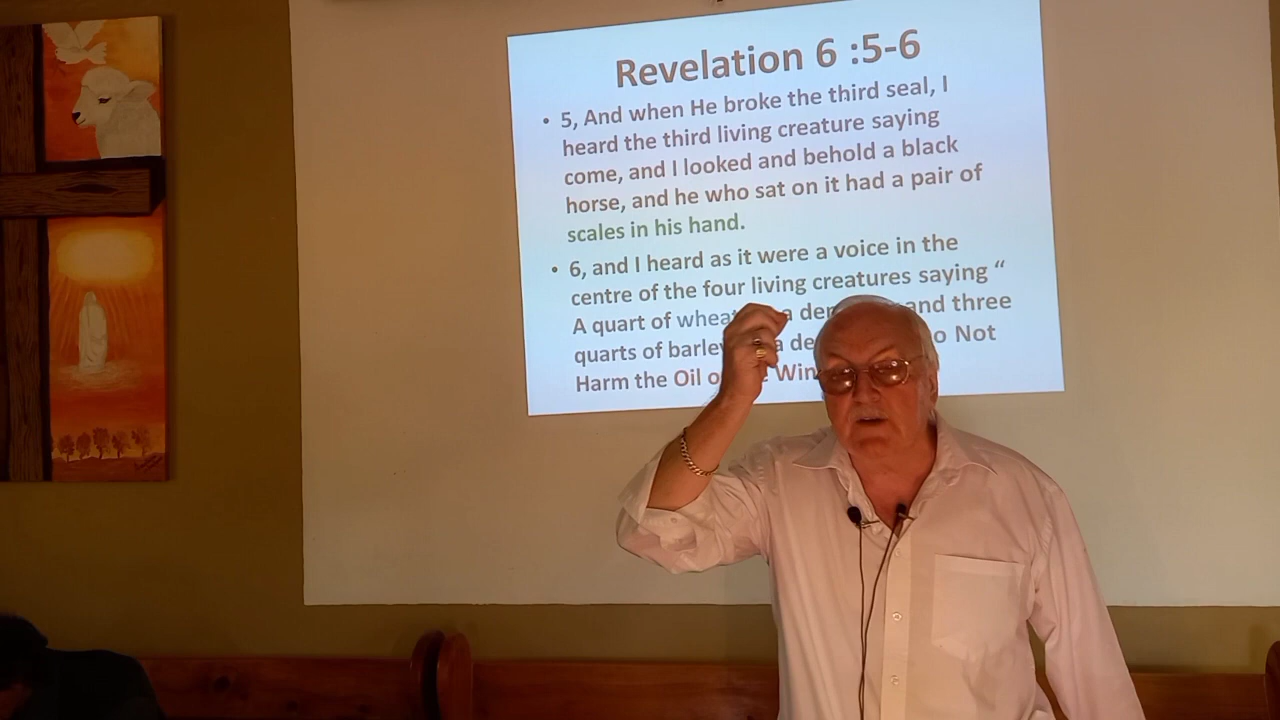 Revelation 6 :5-6
• 5, And when He broke the third seal, I
heard the third living creature saying
come, and I looked and behold a black
horse, and he who sat on it had a pair of
scales in his hand.
• 6, and I heard as it were a voice in the
centre of the four living creatures saying “
A quart of wheat a and three
quarts of barley a Not
Harm the Oil